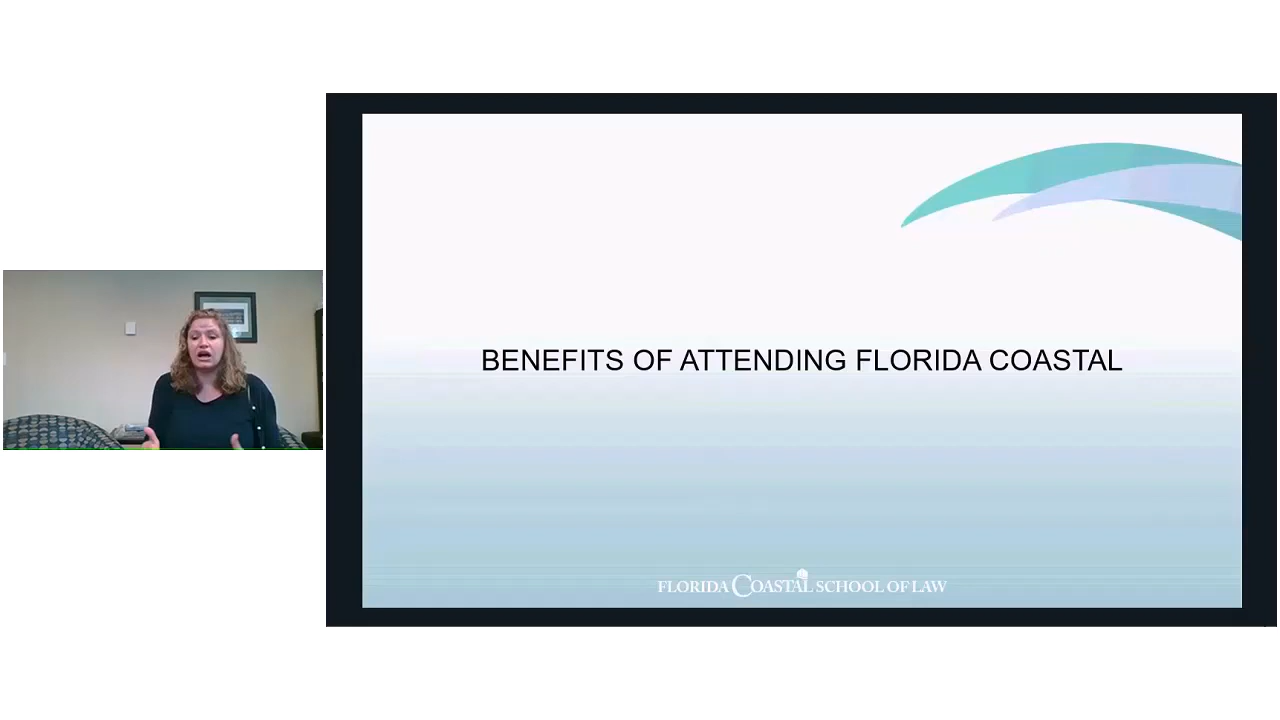 BENEFITS OF ATTENDING FLORIDA COASTAL
FLORIDA COASTAL SCHOOL OF LAW